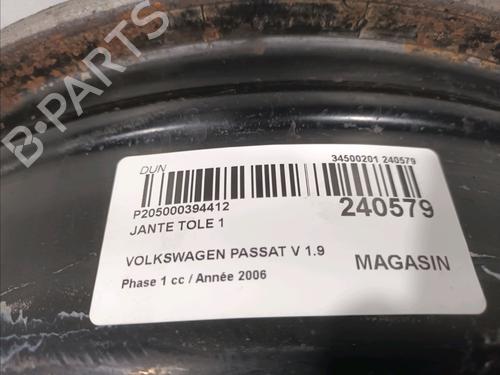 B-PARTS
DUN
34500201 240579
P205000394412
240579
JANTE TOLE 1
VOLKSWAGEN PASSAT V 1.9
MAGASIN
Phase 1 cc / Année 2006